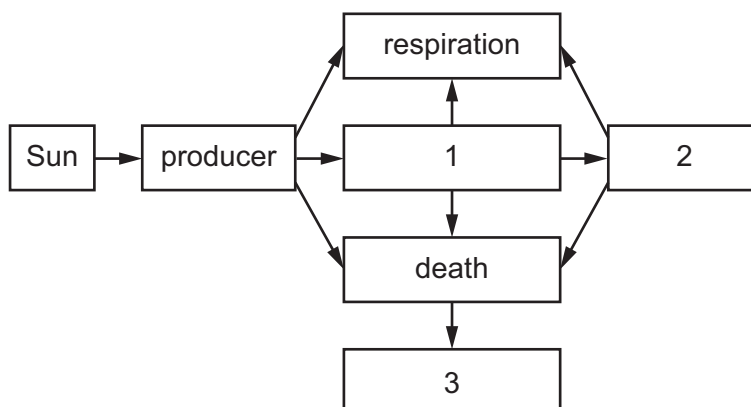 respiration
Sun
producer
1
2
death
3